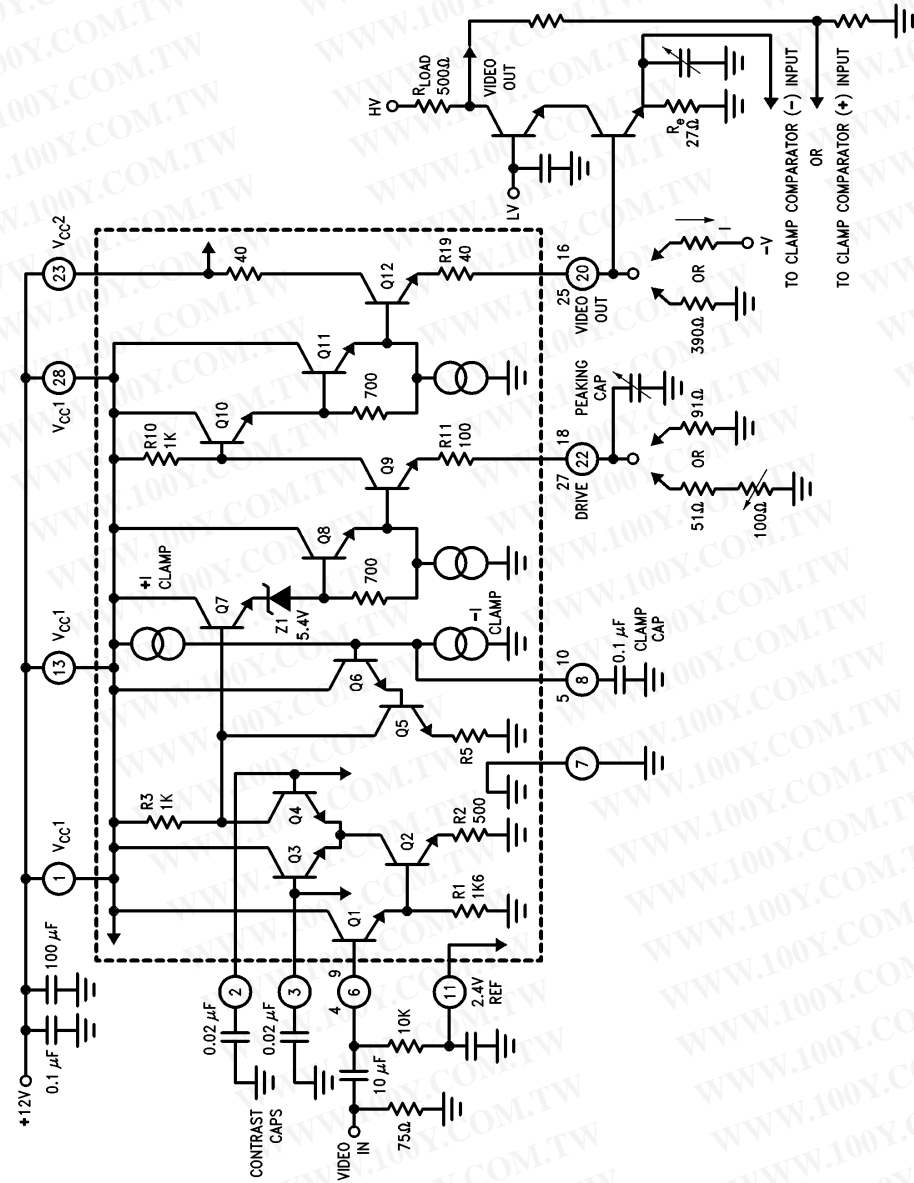 +12V
0.1 µF
100 µF
1
VCC1
13
VCC1
28
VCC1
23
VCC2
CONTRAST
CAPS
0.02 µF
0.02 µF
2
3
VIDEO
IN
75Ω
10 µF
10K
4
6
9
11
2.4V
REF
R3
1K
Q1
Q2
Q3
Q4
R1
1K6
R2
500
Q5
Q6
R5
Q7
+I
CLAMP
Z1
5.4V
−I
CLAMP
Q8
700
Q9
R10
1K
R11
100
Q10
Q11
700
Q12
40
R19
40
7
5
8
10
0.1 µF
CLAMP
CAP
27
22
18
DRIVE
PEAKING
CAP
51Ω
100Ω
OR
91Ω
25
20
16
VIDEO
OUT
390Ω
OR
I
−V
LV
HV
RLOAD
500Ω
VIDEO
OUT
Re
27Ω
TO CLAMP COMPARATOR (−) INPUT
OR
TO CLAMP COMPARATOR (+) INPUT
WWW.100Y.COM.TW